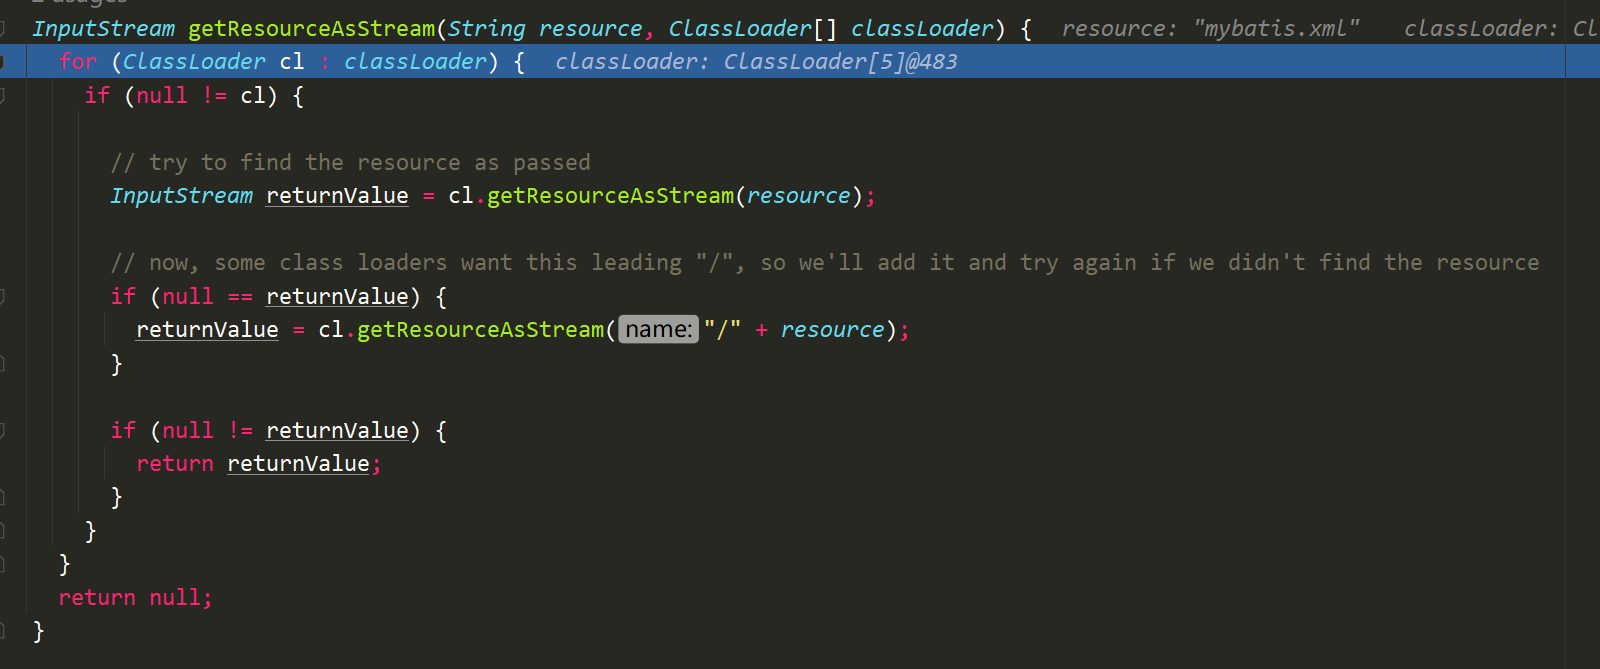 usages
InputStream getResourceAsStream(String resource, ClassLoader[] classLoader) { resource: "mybatis.xml" classLoader: Cl
for (ClassLoader cl : classLoader) { classLoader: ClassLoader[5]@483
if (null != cl) {
// try to find the resource as passed
InputStream returnValue = cl.getResourceAsStream(resource);
// now, some class loaders want this leading "/", so we'll add it and try again if we didn't find the resource
if (null == returnValue) {
returnValue = cl.getResourceAsStream( name: "/" + resource);
}
if (null != returnValue) {
return returnValue;
}
}
}
return null;
}